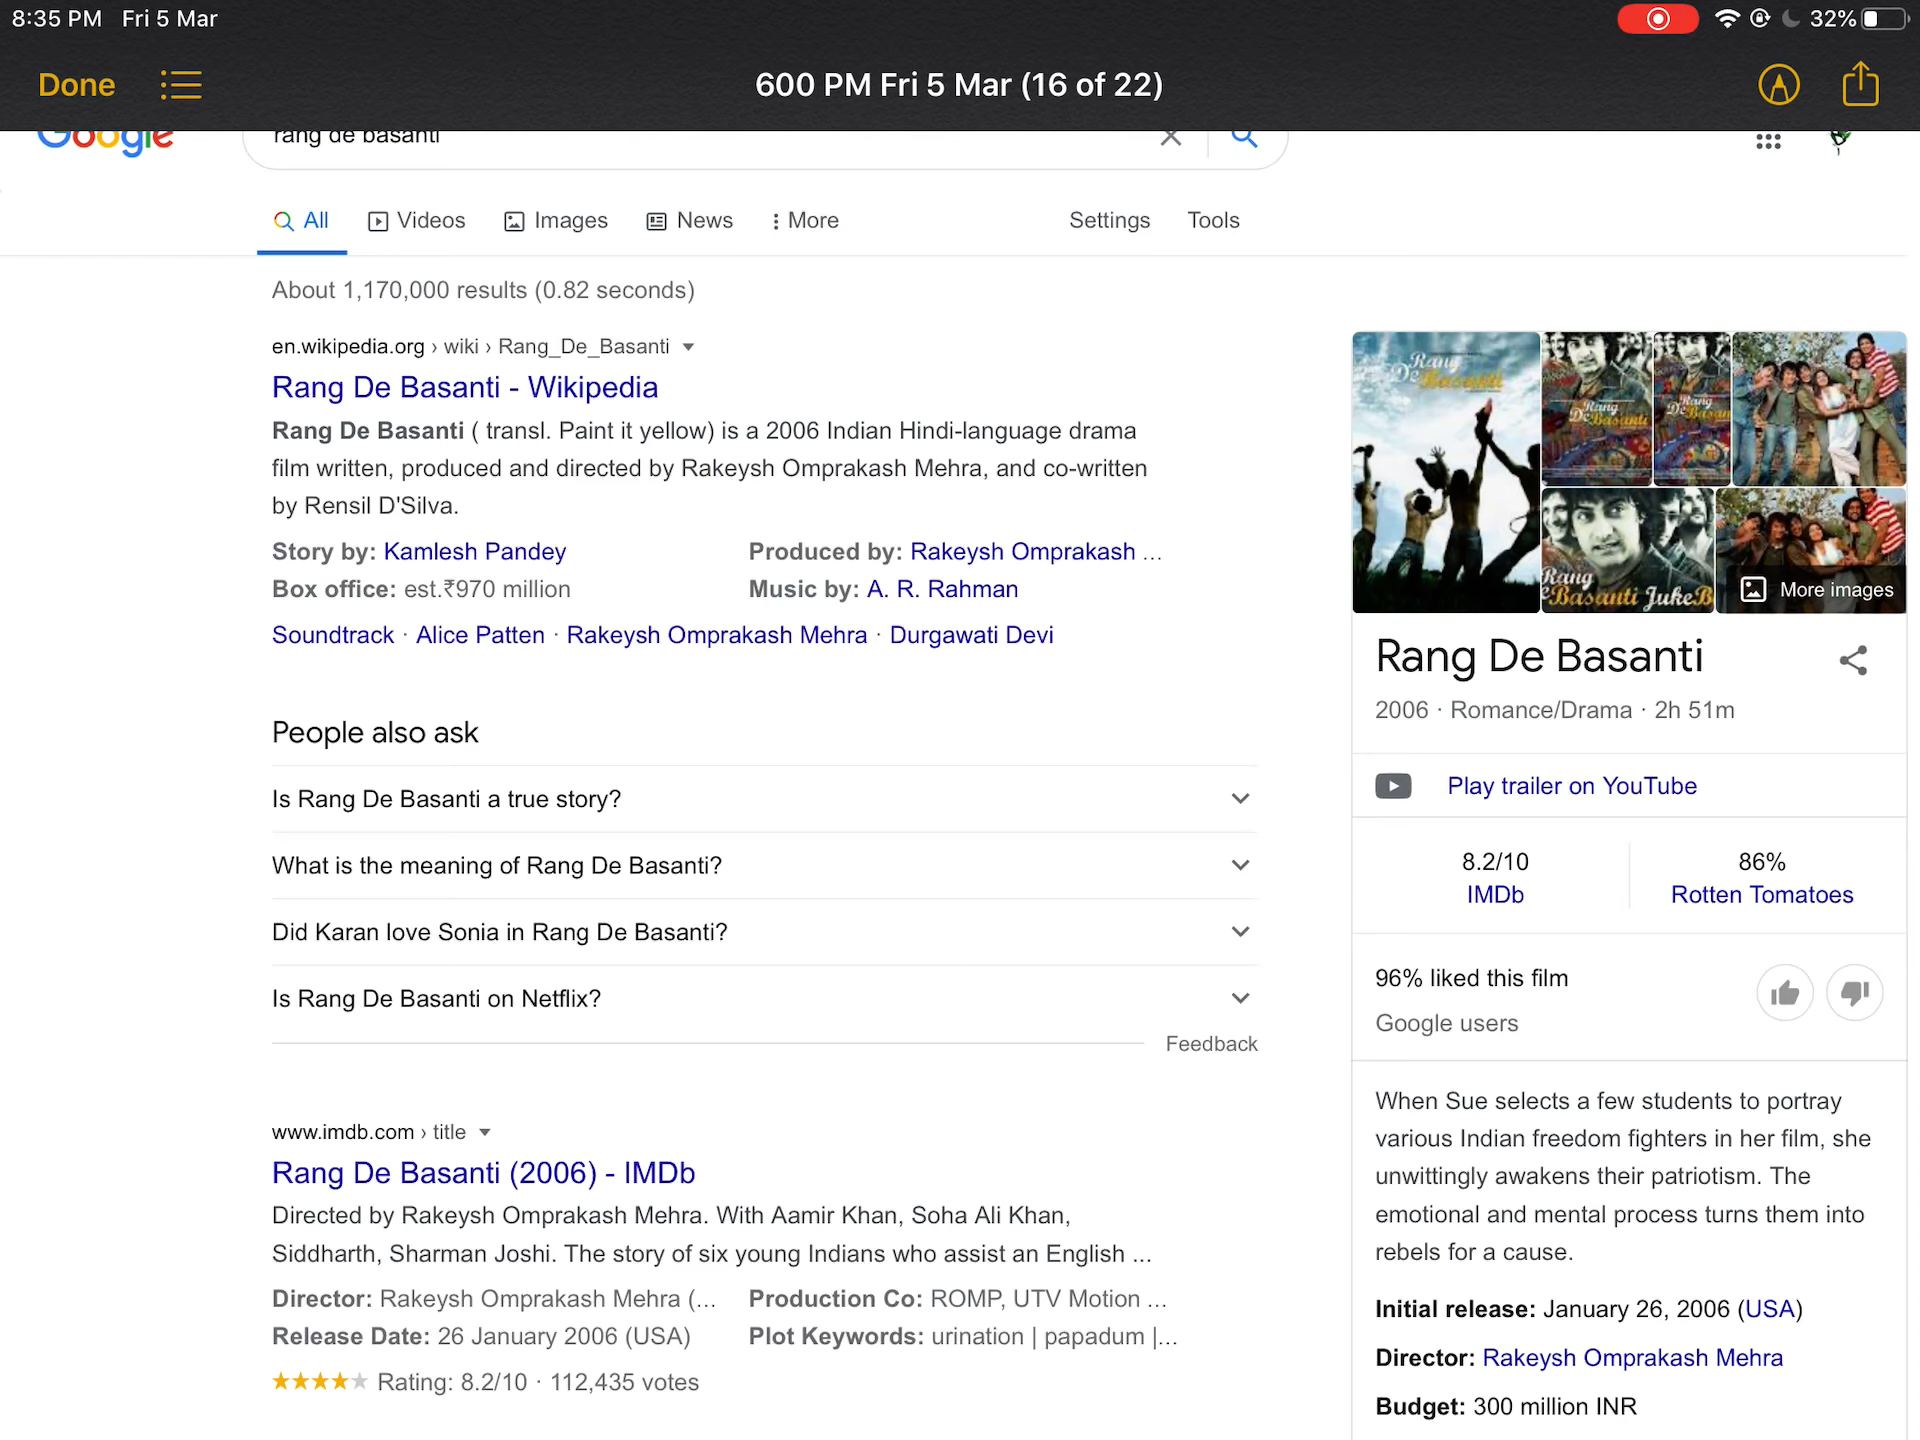 8:35 PM Fri 5 Mar
32%
Done
600 PM Fri 5 Mar (16 of 22)
Google
rang de basanti
All
Videos
Images
News
More
Settings
Tools
About 1,170,000 results (0.82 seconds)
en.wikipedia.org › wiki › Rang_De_Basanti
Rang De Basanti - Wikipedia
Rang De Basanti ( transl. Paint it yellow) is a 2006 Indian Hindi-language drama
film written, produced and directed by Rakeysh Omprakash Mehra, and co-written
by Rensil D'Silva.
Story by: Kamlesh Pandey
Produced by: Rakeysh Omprakash ...
Box office: est.₹970 million
Music by: A. R. Rahman
Soundtrack · Alice Patten · Rakeysh Omprakash Mehra · Durgawati Devi
People also ask
Is Rang De Basanti a true story?
What is the meaning of Rang De Basanti?
Did Karan love Sonia in Rang De Basanti?
Is Rang De Basanti on Netflix?
Feedback
www.imdb.com › title
Rang De Basanti (2006) - IMDb
Directed by Rakeysh Omprakash Mehra. With Aamir Khan, Soha Ali Khan,
Siddharth, Sharman Joshi. The story of six young Indians who assist an English ...
Director: Rakeysh Omprakash Mehra (...
Production Co: ROMP, UTV Motion ...
Release Date: 26 January 2006 (USA)
Plot Keywords: urination | papadum |...
Rating: 8.2/10 · 112,435 votes
Rang
De Basanti
Rang
De Basanti
Rang
De Basan
Rang
Basanti JukeB
More images
Rang De Basanti
2006 · Romance/Drama · 2h 51m
Play trailer on YouTube
8.2/10
IMDb
86%
Rotten Tomatoes
96% liked this film
Google users
When Sue selects a few students to portray
various Indian freedom fighters in her film, she
unwittingly awakens their patriotism. The
emotional and mental process turns them into
rebels for a cause.
Initial release: January 26, 2006 (USA)
Director: Rakeysh Omprakash Mehra
Budget: 300 million INR